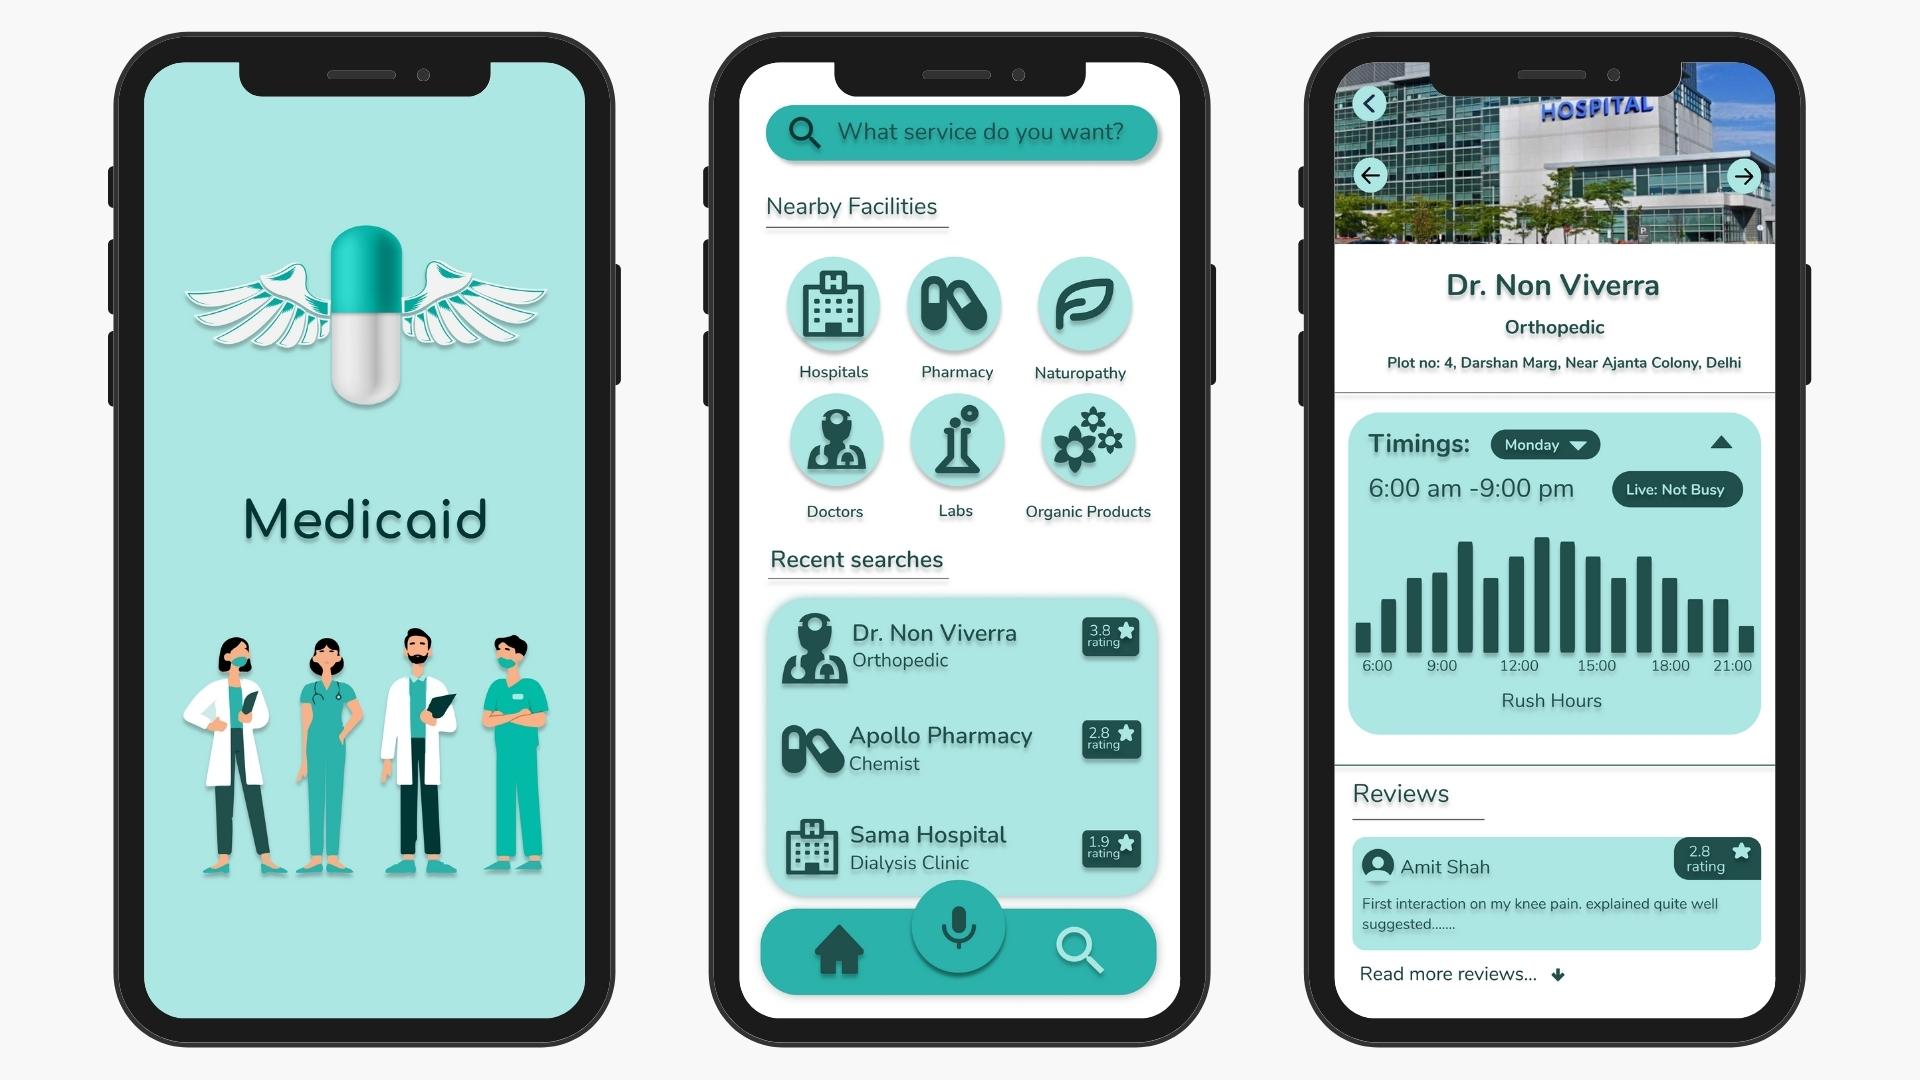 Medicaid
What service do you want?
Nearby Facilities
Hospitals
Pharmacy
Naturopathy
Doctors
Labs
Organic Products
Recent searches
Dr. Non Viverra
Orthopedic
3.8
rating
Apollo Pharmacy
Chemist
2.8
rating
Sama Hospital
Dialysis Clinic
1.9
rating
HOSPITAL
Dr. Non Viverra
Orthopedic
Plot no: 4, Darshan Marg, Near Ajanta Colony, Delhi
Timings: Monday
6:00 am -9:00 pm
Live: Not Busy
6:00 9:00 12:00 15:00 18:00 21:00
Rush Hours
Reviews
Amit Shah
2.8
rating
First interaction on my knee pain. explained quite well
suggested.......
Read more reviews...